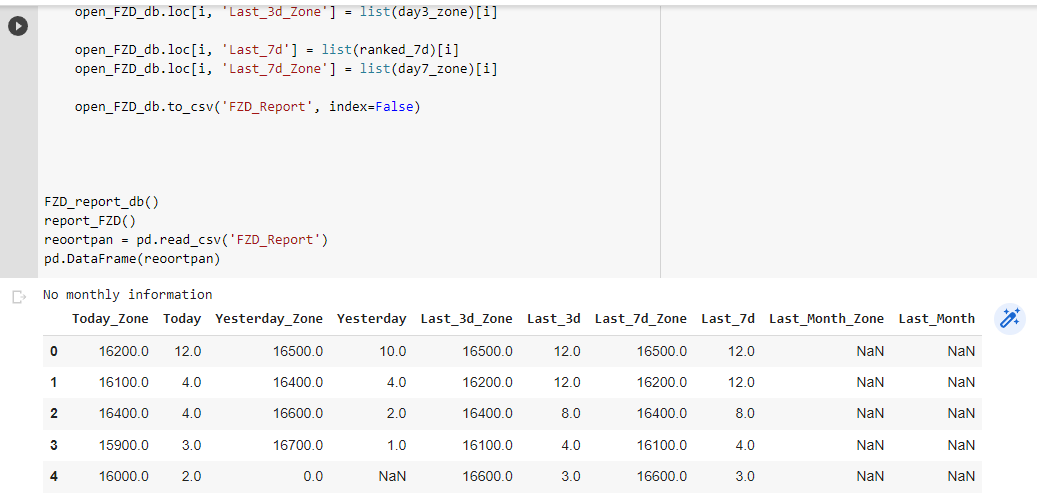 open_FZD_db.loc[i, 'Last_3d_Zone'] = list(day3_zone)[i]
open_FZD_db.loc[i, 'Last_7d'] = list(ranked_7d)[i]
open_FZD_db.loc[i, 'Last_7d_Zone'] = list(day7_zone)[i]
open_FZD_db.to_csv('FZD_Report', index=False)
FZD_report_db()
report_FZD()
reoortpan = pd.read_csv('FZD_Report')
pd.DataFrame(reoortpan)
No monthly information
Today_Zone Today Yesterday_Zone Yesterday Last_3d_Zone Last_3d Last_7d_Zone Last_7d Last_Month_Zone Last_Month
0 16200.0 12.0 16500.0 10.0 16500.0 12.0 16500.0 12.0 NaN NaN
1 16100.0 4.0 16400.0 4.0 16200.0 12.0 16200.0 12.0 NaN NaN
2 16400.0 4.0 16600.0 2.0 16400.0 8.0 16400.0 8.0 NaN NaN
3 15900.0 3.0 16700.0 1.0 16100.0 4.0 16100.0 4.0 NaN NaN
4 16000.0 2.0 0.0 NaN 16600.0 3.0 16600.0 3.0 NaN NaN